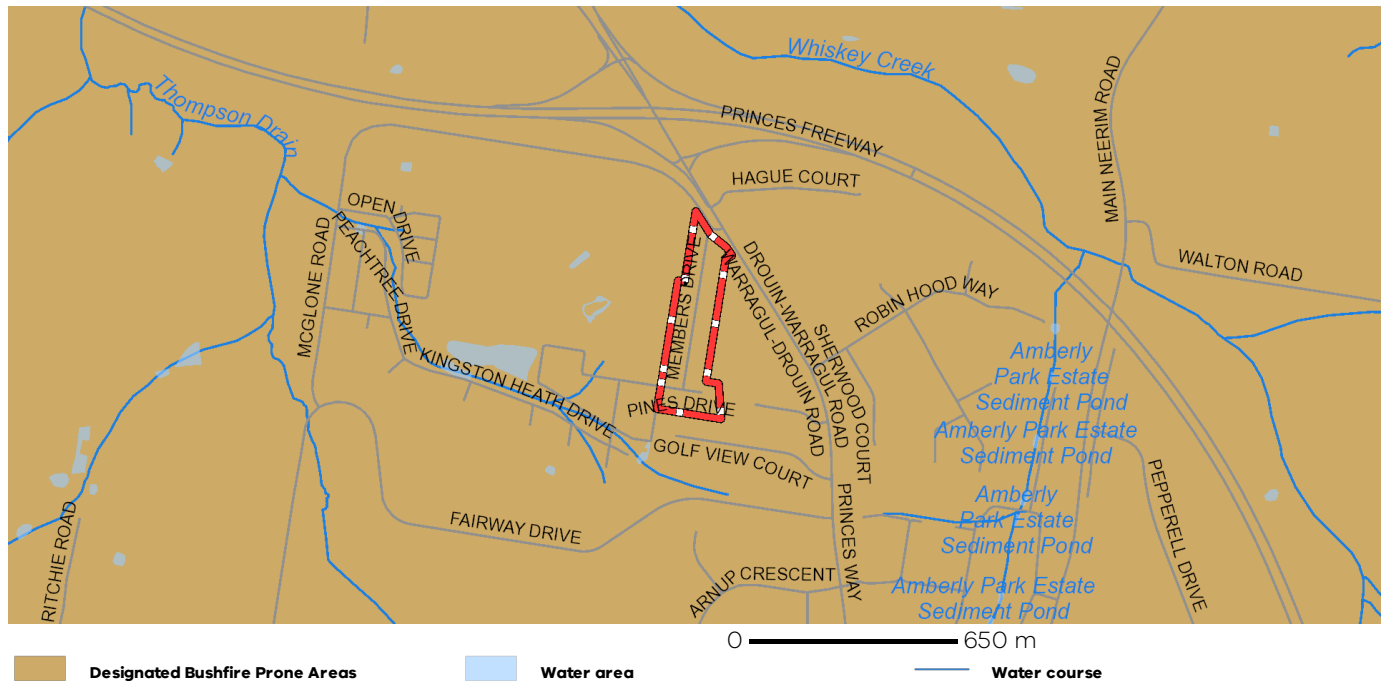 Whiskey Creek
Thompson Drain
PRINCES FREEWAY
MAIN NEERIM ROAD
HAGUE COURT
OPEN DRIVE
PEACHTREE DRIVE
MCGLONE ROAD
MEMBERS DRIVE
DROUIN-WARRAGUL ROAD
WARRAGUL-DROUIN ROAD
WALTON ROAD
ROBIN HOOD WAY
SHERWOOD COURT
KINGSTON HEATH DRIVE
PINES DRIVE
GOLF VIEW COURT
Amberly
Park Estate
Sediment Pond
Amberly Park Estate
Sediment Pond
PEPPERELL DRIVE
PRINCES WAY
Amberly
Park Estate
Sediment Pond
FAIRWAY DRIVE
RITCHIE ROAD
ARNUP CRESCENT
Amberly Park Estate
Sediment Pond
0 650 m
Designated Bushfire Prone Areas
Water area
Water course